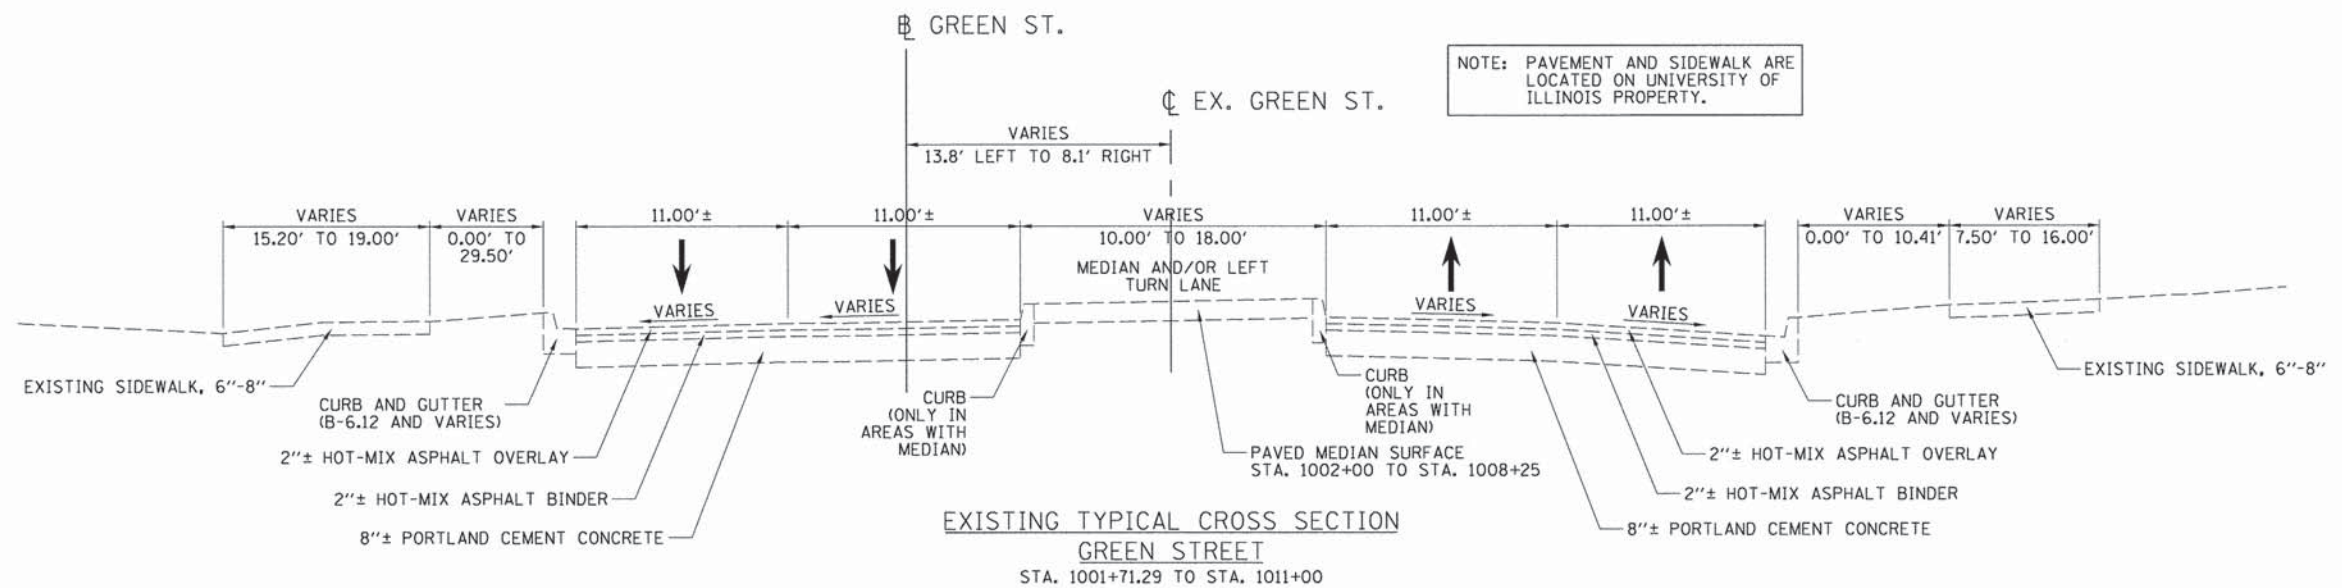 ℄ GREEN ST.
NOTE: PAVEMENT AND SIDEWALK ARE
LOCATED ON UNIVERSITY OF
ILLINOIS PROPERTY.
℄ EX. GREEN ST.
VARIES
13.8' LEFT TO 8.1' RIGHT
VARIES
15.20' TO 19.00'
VARIES
0.00' TO
29.50'
11.00'±
11.00'±
VARIES
10.00' TO 18.00'
MEDIAN AND/OR LEFT
TURN LANE
11.00'±
11.00'±
VARIES
0.00' TO 10.41'
VARIES
7.50' TO 16.00'
VARIES
VARIES
VARIES
VARIES
EXISTING SIDEWALK, 6"-8"
CURB AND GUTTER
(B-6.12 AND VARIES)
2"± HOT-MIX ASPHALT OVERLAY
2"± HOT-MIX ASPHALT BINDER
8"± PORTLAND CEMENT CONCRETE
CURB
(ONLY IN
AREAS WITH
MEDIAN)
CURB
(ONLY IN
AREAS WITH
MEDIAN)
PAVED MEDIAN SURFACE
STA. 1002+00 TO STA. 1008+25
EXISTING SIDEWALK, 6"-8"
CURB AND GUTTER
(B-6.12 AND VARIES)
2"± HOT-MIX ASPHALT OVERLAY
2"± HOT-MIX ASPHALT BINDER
8"± PORTLAND CEMENT CONCRETE
EXISTING TYPICAL CROSS SECTION
GREEN STREET
STA. 1001+71.29 TO STA. 1011+00